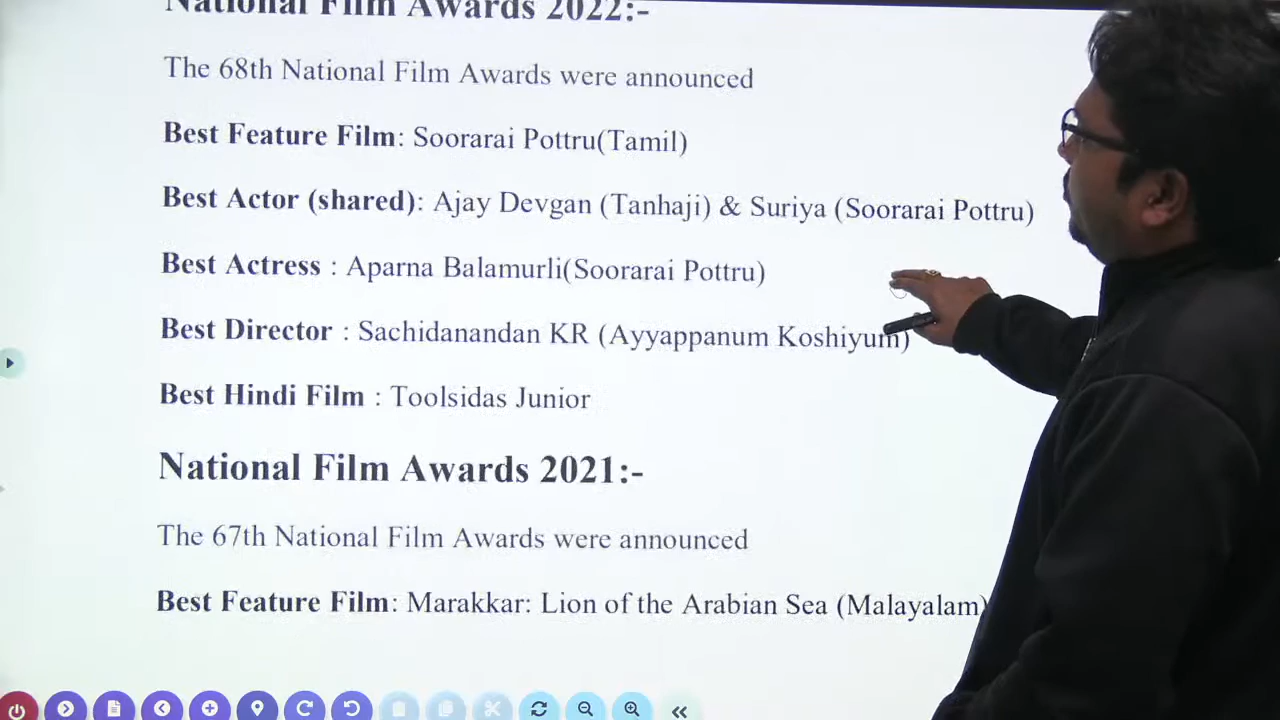 National Film Awards 2022:-
The 68th National Film Awards were announced
Best Feature Film: Soorarai Pottru(Tamil)
Best Actor (shared): Ajay Devgan (Tanhaji) & Suriya (Soorarai Pottru)
Best Actress : Aparna Balamurli(Soorarai Pottru)
Best Director : Sachidanandan KR (Ayyappanum Koshiyum)
Best Hindi Film : Toolsidas Junior
National Film Awards 2021:-
The 67th National Film Awards were announced
Best Feature Film: Marakkar: Lion of the Arabian Sea (Malayalam)